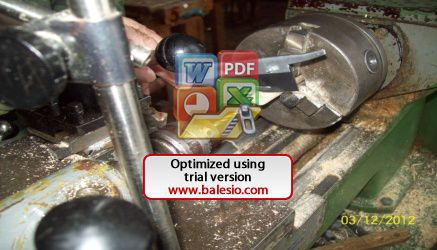 W PDF
X
Optimized using
trial version
www.balesio.com
03/12/2012